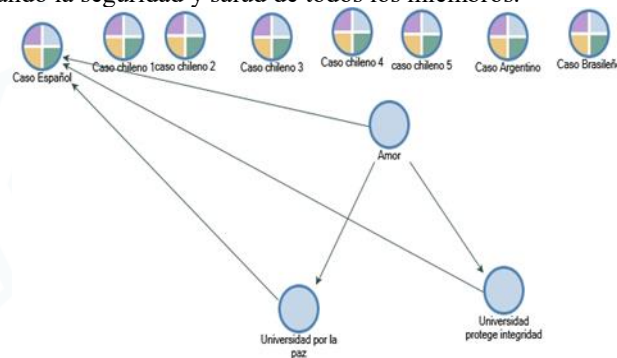 ando la seguridad y salud de todos los miembros.
Caso Español
Caso chileno 1
caso chileno 2
Caso chileno 3
Caso chileno 4
caso chileno 5
Caso Argentino
Caso Brasileñ
Amor
Universidad por la
paz
Universidad
protege integridad